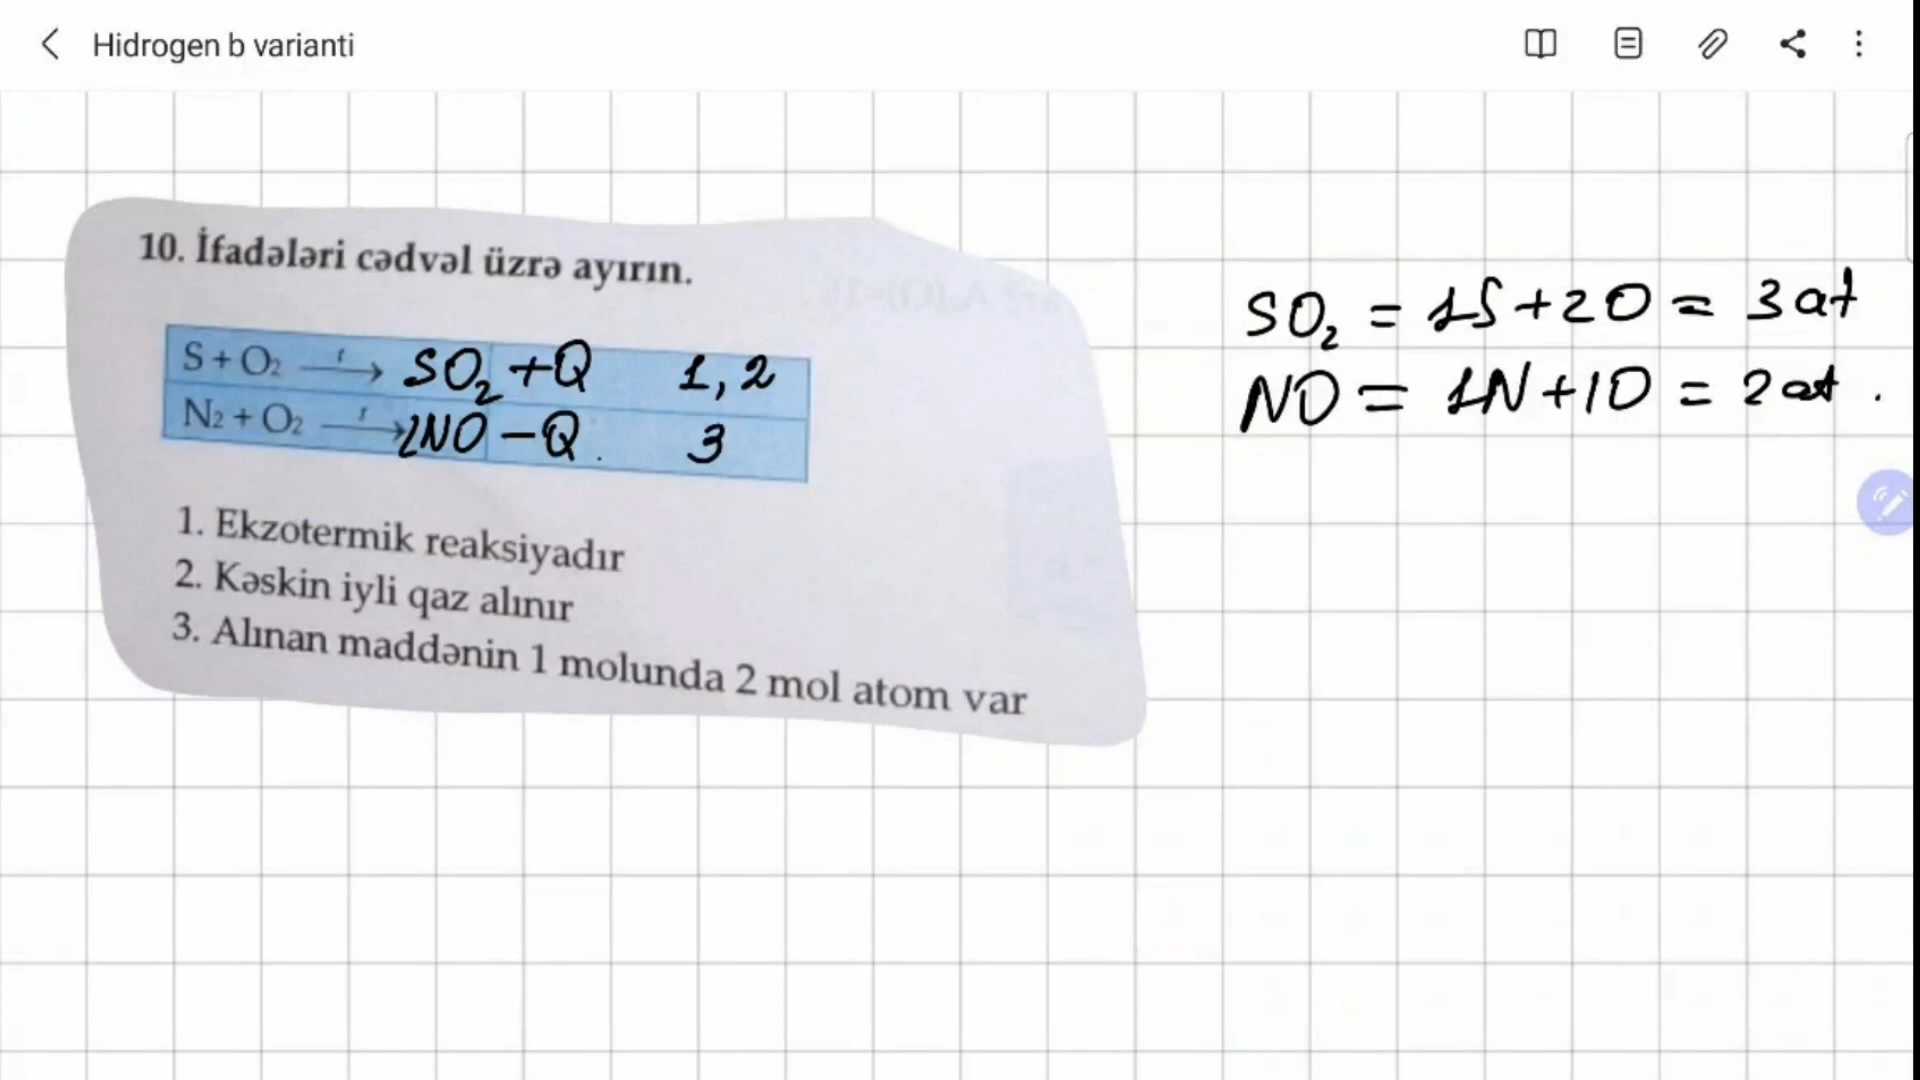 Hidrogen b varianti
10. İfadələri cədvəl üzrə ayırın.
S + O₂ →ᵗ SO₂ + Q 1, 2
N₂ + O₂ →ᵗ 2NO – Q. 3
1. Ekzotermik reaksiyadır
2. Kəskin iyli qaz alınır
3. Alınan maddənin 1 molunda 2 mol atom var
SO₂ = 1S + 2O = 3 at
NO = 1N + 1O = 2 at.